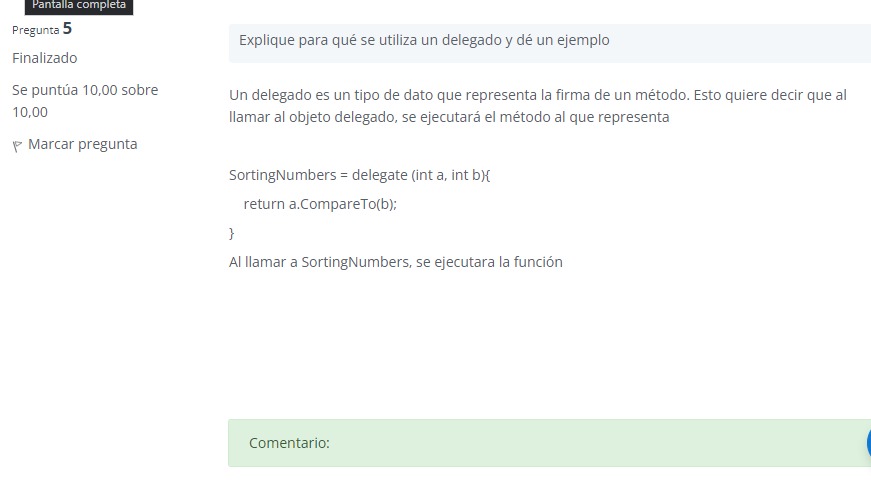 Pantalla completa
Pregunta 5
Finalizado
Se puntúa 10,00 sobre
10,00
Marcar pregunta
Explique para qué se utiliza un delegado y dé un ejemplo
Un delegado es un tipo de dato que representa la firma de un método. Esto quiere decir que al
llamar al objeto delegado, se ejecutará el método al que representa
SortingNumbers = delegate (int a, int b){
return a.CompareTo(b);
}
Al llamar a SortingNumbers, se ejecutara la función
Comentario: